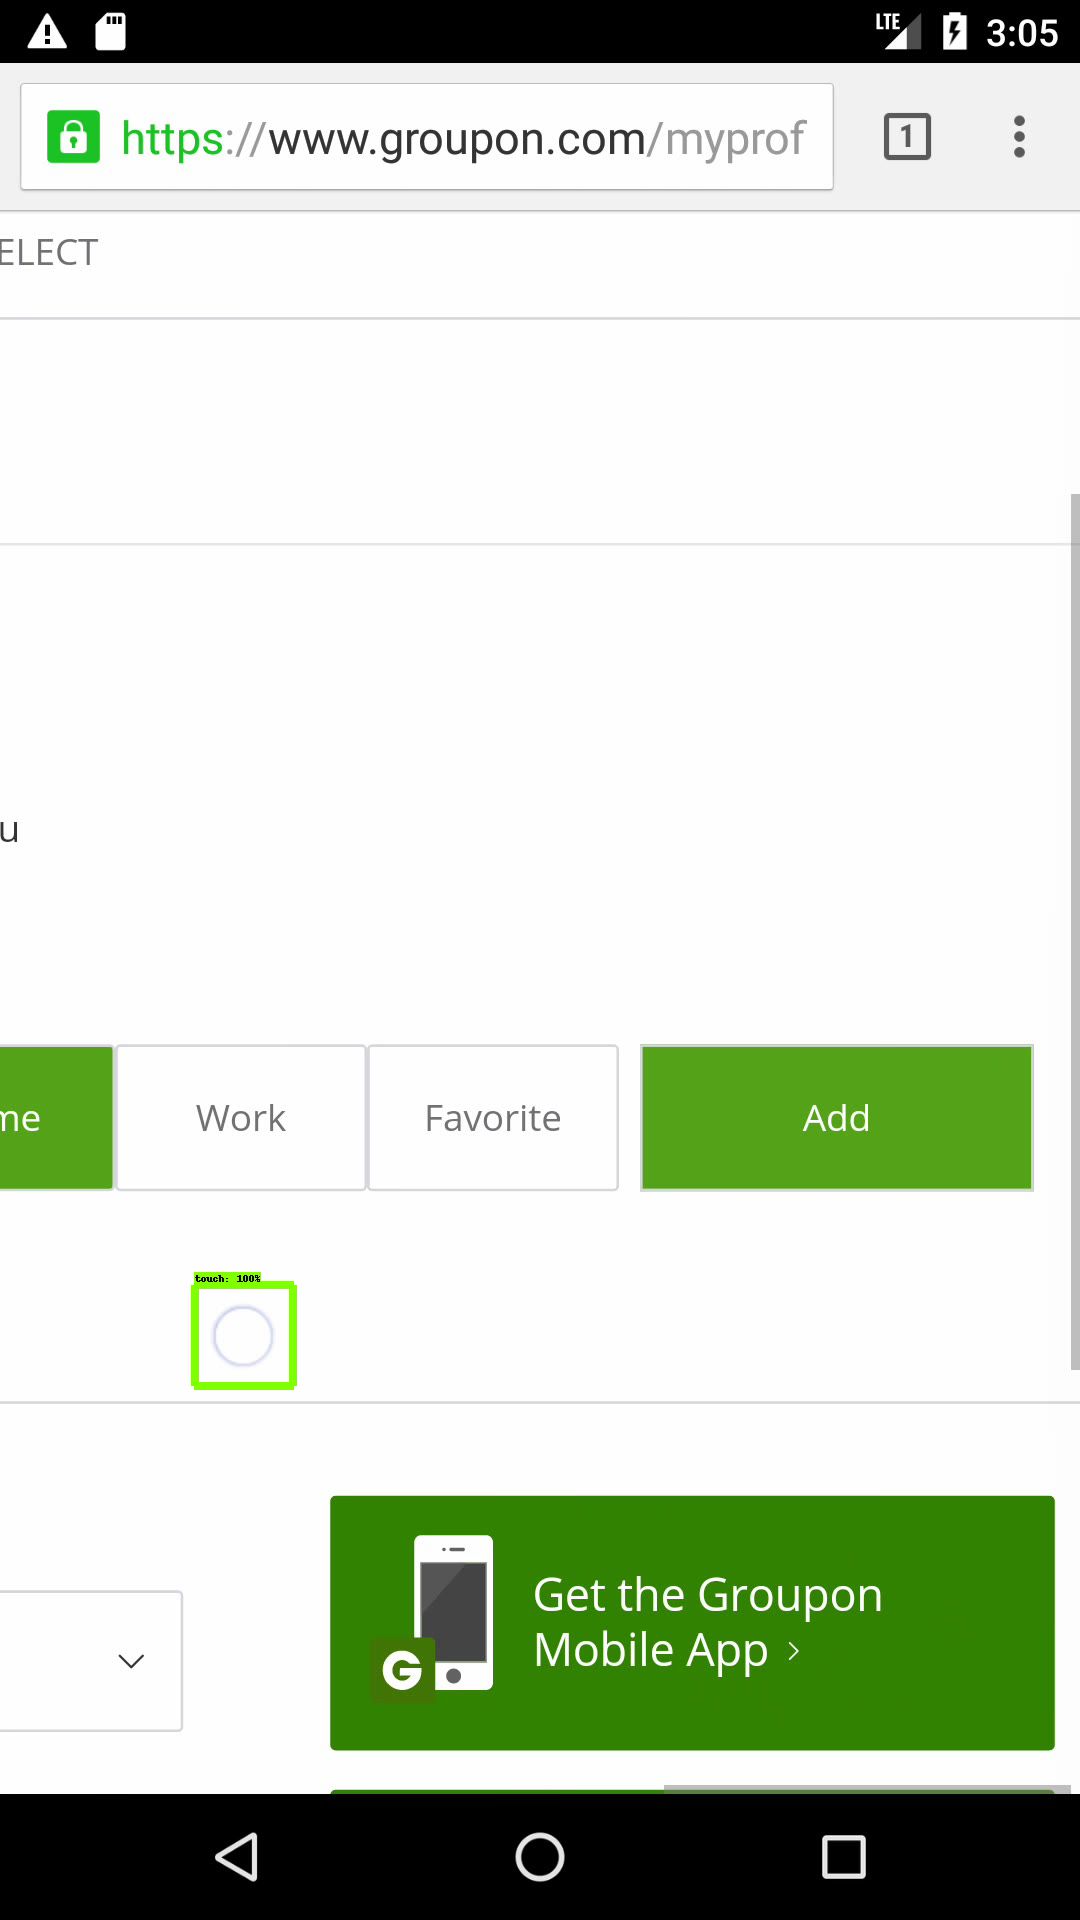 LTE 3:05
https://www.groupon.com/myprof
1
ELECT
u
me Work Favorite Add
touch: 100%
Get the Groupon
Mobile App >
G